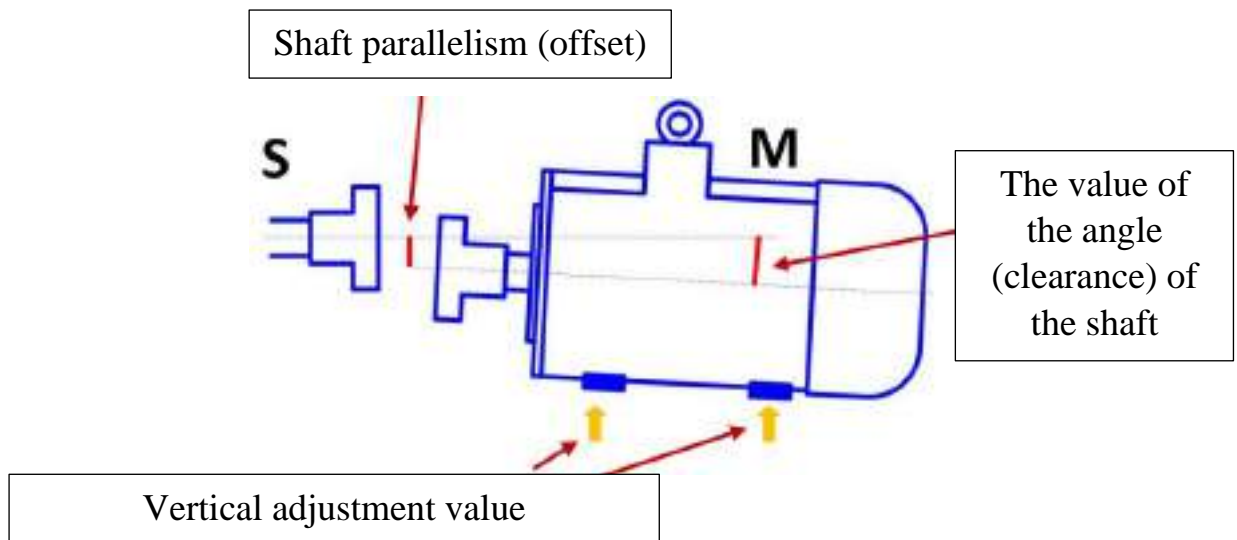 Shaft parallelism (offset)
S
M
The value of
the angle
(clearance) of
the shaft
Vertical adjustment value